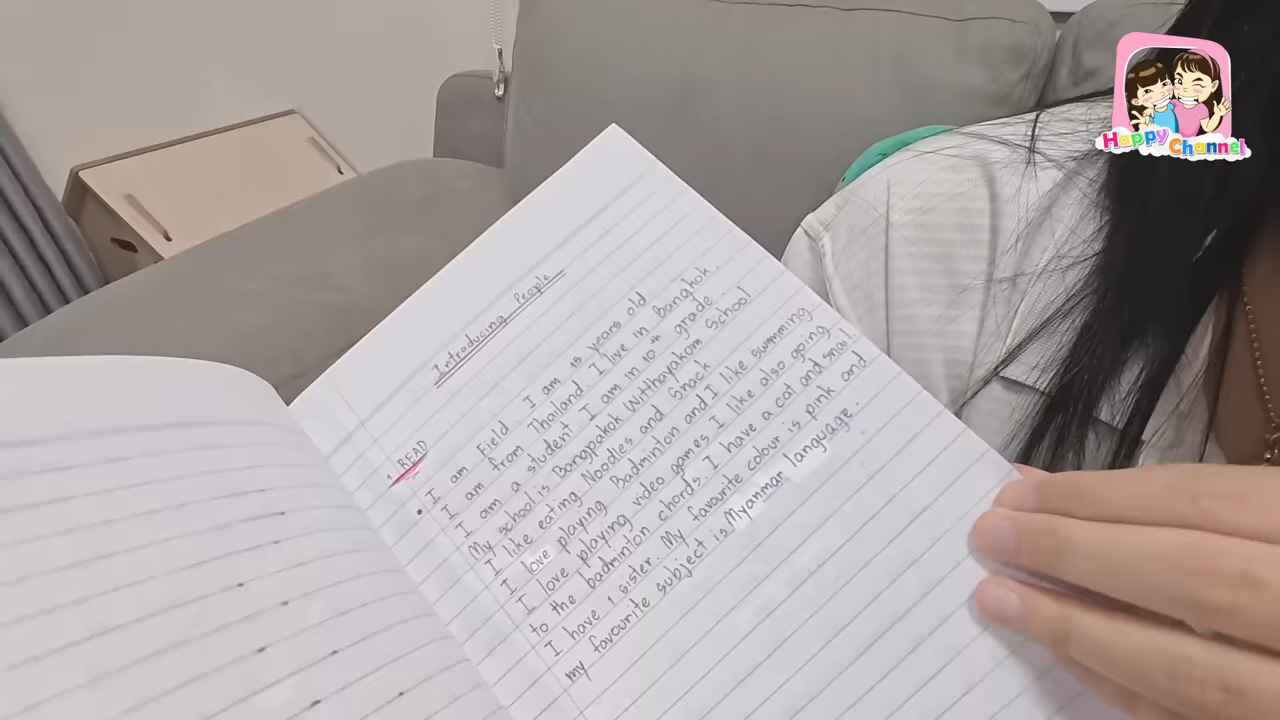 Introducing People
1. READ
I am Field I am 15 years old
I am from Thailand. I live in Bangkok.
I am a student I am in 10th grade
My school is Bangpakok Witthayakom School
I like eating Noodles and Snack
I love playing Badminton and I like swimming.
I love playing video games I like also going
to the badminton chords. I have a cat and snail.
I have 1 sister. My favourite colour is pink and
my favourite subject is Myanmar language.
Happy
Channel